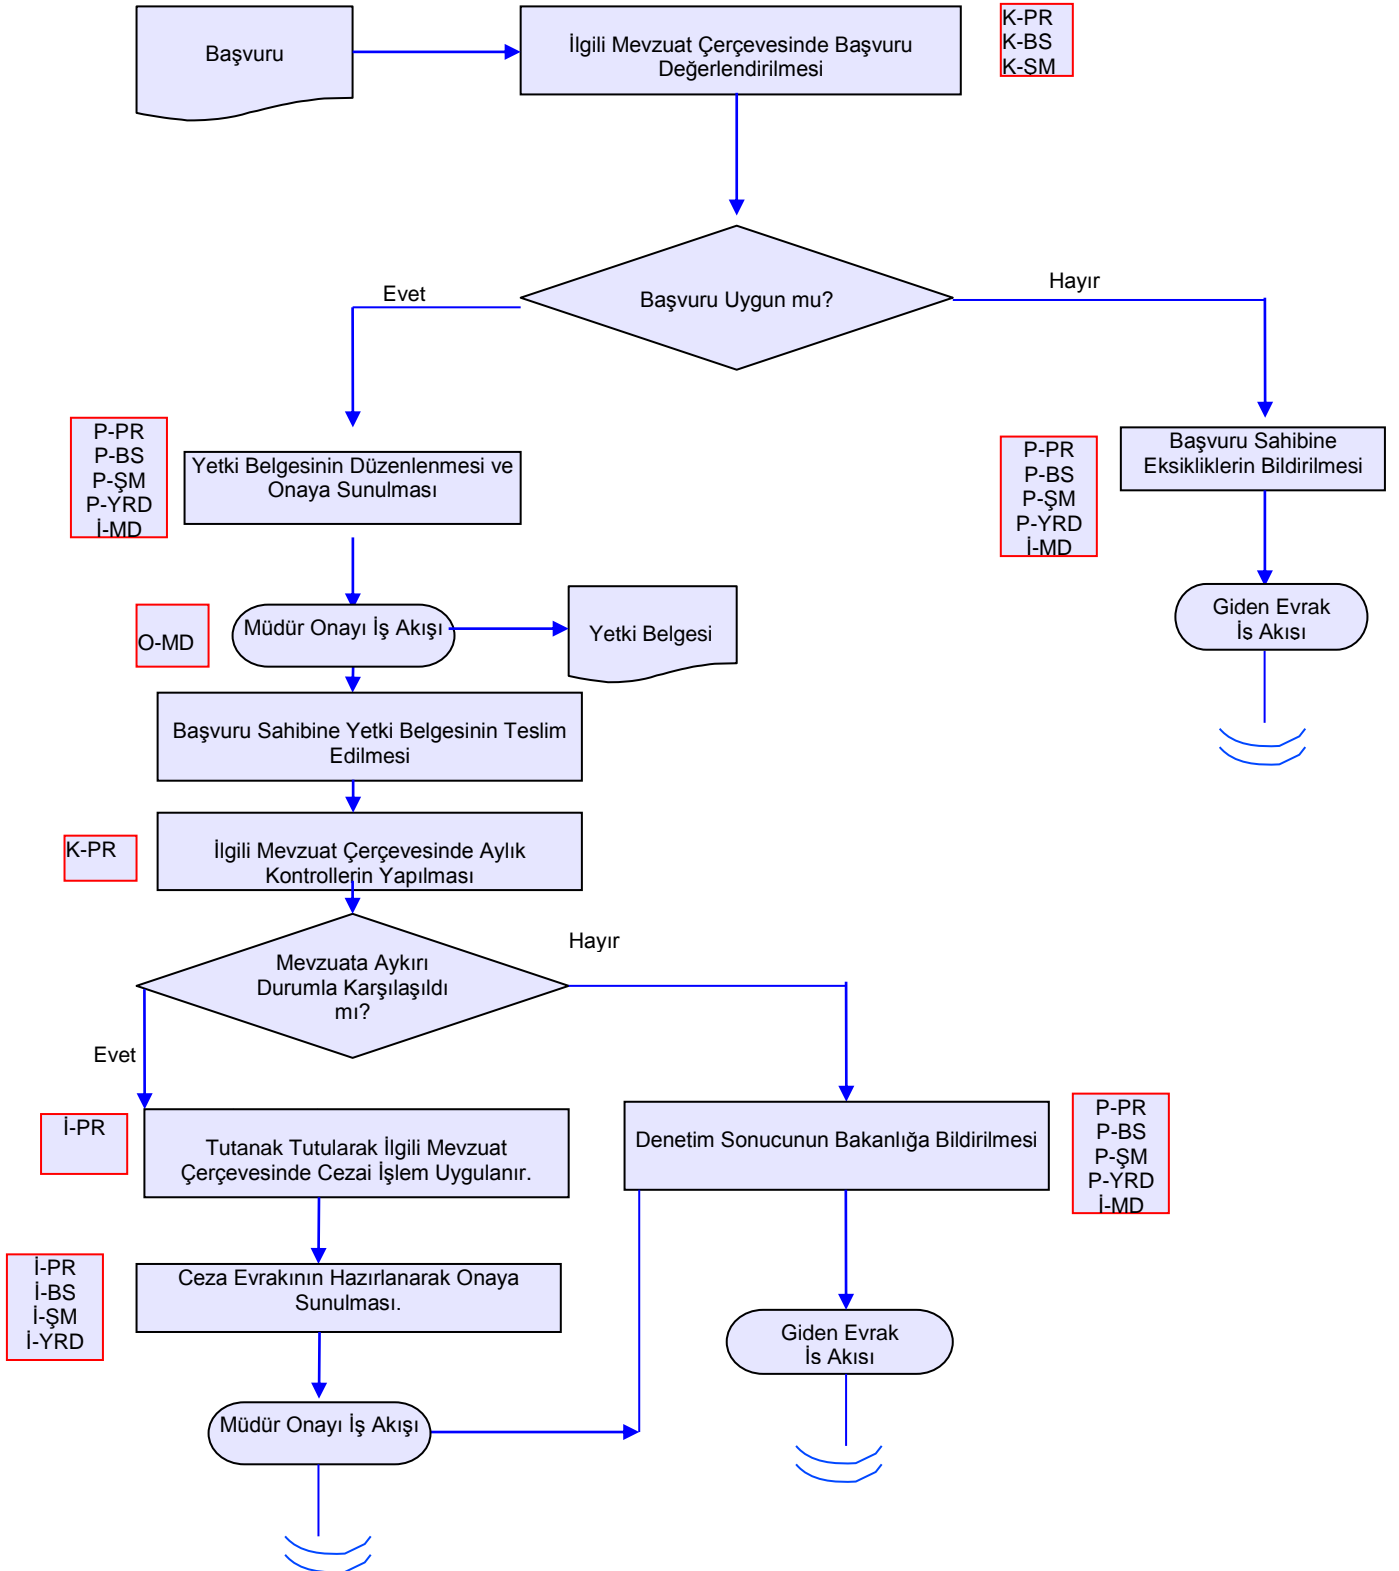 Başvuru
İlgili Mevzuat Çerçevesinde Başvuru
Değerlendirilmesi
K-PR
K-BS
K-ŞM
Başvuru Uygun mu?
Evet
Hayır
P-PR
P-BS
P-ŞM
P-YRD
İ-MD
Yetki Belgesinin Düzenlenmesi ve
Onaya Sunulması
P-PR
P-BS
P-ŞM
P-YRD
İ-MD
Başvuru Sahibine
Eksikliklerin Bildirilmesi
O-MD
Müdür Onayı İş Akışı
Yetki Belgesi
Giden Evrak
İs Akısı
Başvuru Sahibine Yetki Belgesinin Teslim
Edilmesi
K-PR
İlgili Mevzuat Çerçevesinde Aylık
Kontrollerin Yapılması
Mevzuata Aykırı
Durumla Karşılaşıldı
mı?
Hayır
Evet
İ-PR
Tutanak Tutularak İlgili Mevzuat
Çerçevesinde Cezai İşlem Uygulanır.
Denetim Sonucunun Bakanlığa Bildirilmesi
P-PR
P-BS
P-ŞM
P-YRD
İ-MD
İ-PR
İ-BS
İ-ŞM
İ-YRD
Ceza Evrakının Hazırlanarak Onaya
Sunulması.
Giden Evrak
İs Akısı
Müdür Onayı İş Akışı